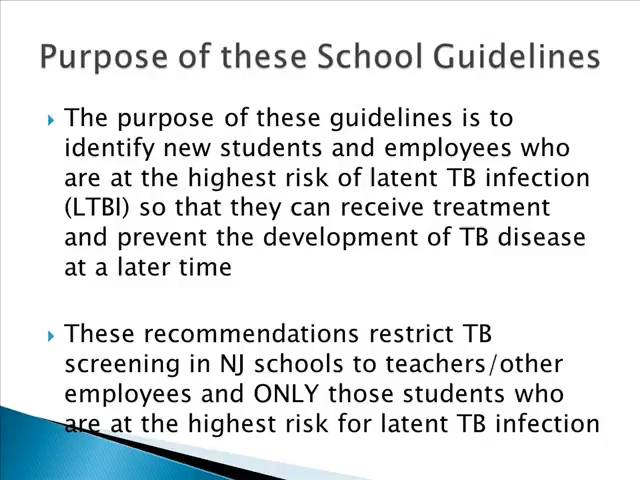 Purpose of these School Guidelines
The purpose of these guidelines is to
identify new students and employees who
are at the highest risk of latent TB infection
(LTBI) so that they can receive treatment
and prevent the development of TB disease
at a later time
These recommendations restrict TB
screening in NJ schools to teachers/other
employees and ONLY those students who
are at the highest risk for latent TB infection